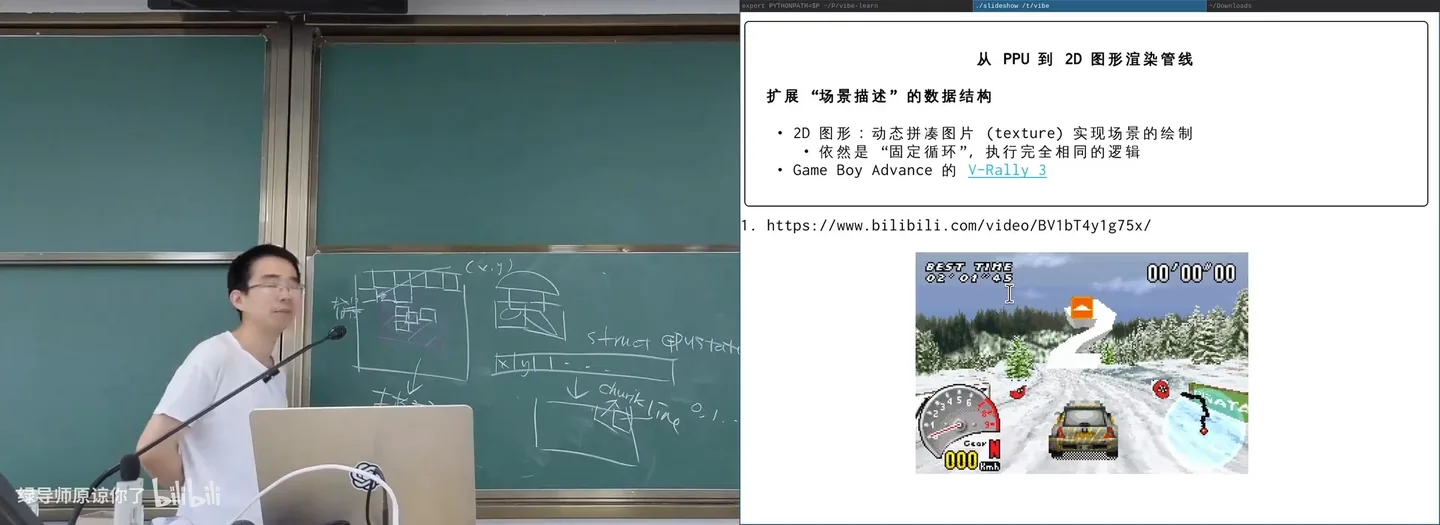 export PYTHONPATH=$P ~/P/vibe-learn
./slideshow /t/vibe
~/Downloads
从 PPU 到 2D 图形渲染管线
扩展 “场景描述” 的数据结构
• 2D 图形：动态拼凑图片 (texture) 实现场景的绘制
• 依然是 “固定循环”, 执行完全相同的逻辑
• Game Boy Advance 的 V-Rally 3
1. https://www.bilibili.com/video/BV1bT4y1g75x/
BEST TIME
02'01"45
00'00"00
Gear N
000 Kmh
(x,y)
struct GPUState
x y
chunk
line 0.1...
绿导师原谅你了 bilibili